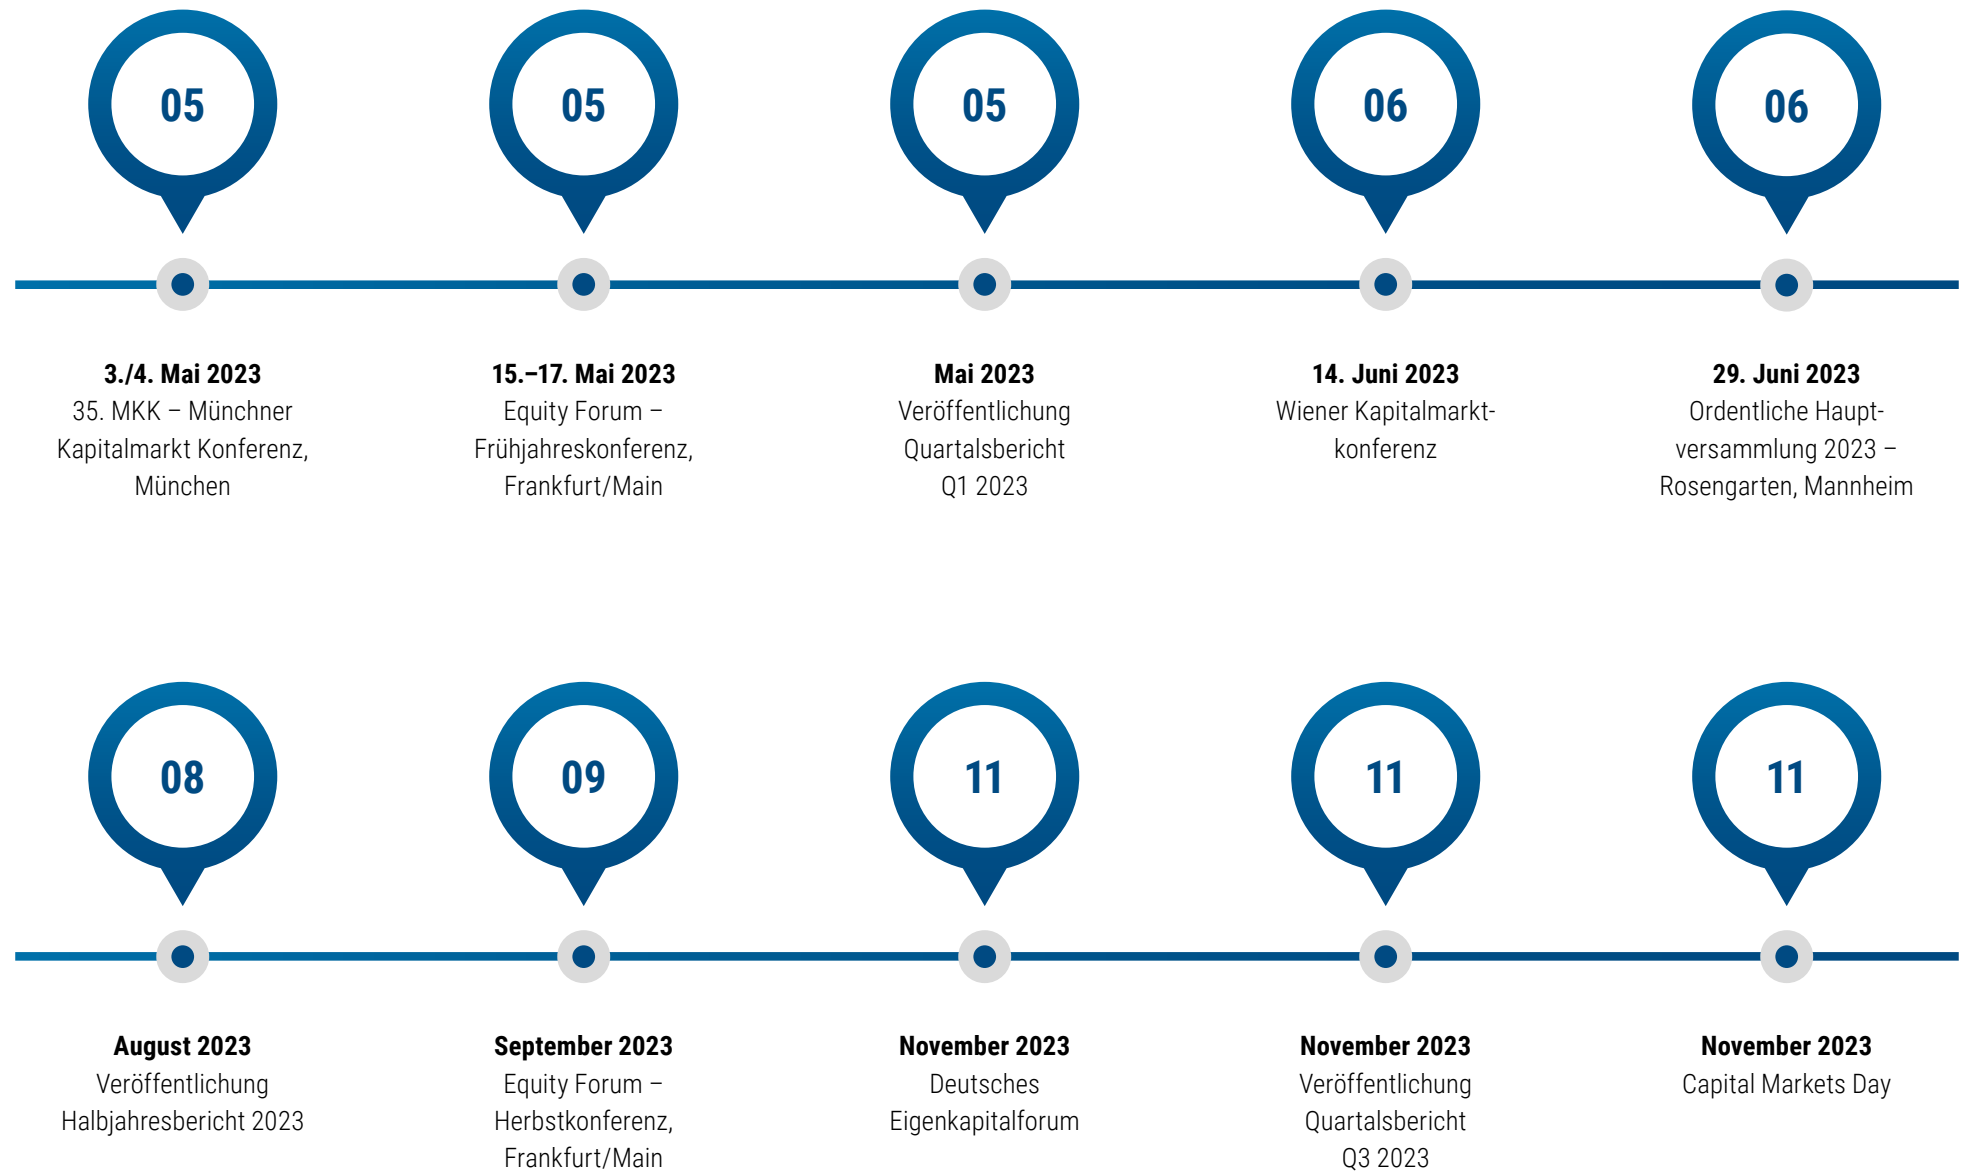 05
3./4. Mai 2023
35. MKK – Münchner
Kapitalmarkt Konferenz,
München
05
15.–17. Mai 2023
Equity Forum –
Frühjahreskonferenz,
Frankfurt/Main
05
Mai 2023
Veröffentlichung
Quartalsbericht
Q1 2023
06
14. Juni 2023
Wiener Kapitalmarkt-
konferenz
06
29. Juni 2023
Ordentliche Haupt-
versammlung 2023 –
Rosengarten, Mannheim
08
August 2023
Veröffentlichung
Halbjahresbericht 2023
09
September 2023
Equity Forum –
Herbstkonferenz,
Frankfurt/Main
11
November 2023
Deutsches
Eigenkapitalforum
11
November 2023
Veröffentlichung
Quartalsbericht
Q3 2023
11
November 2023
Capital Markets Day